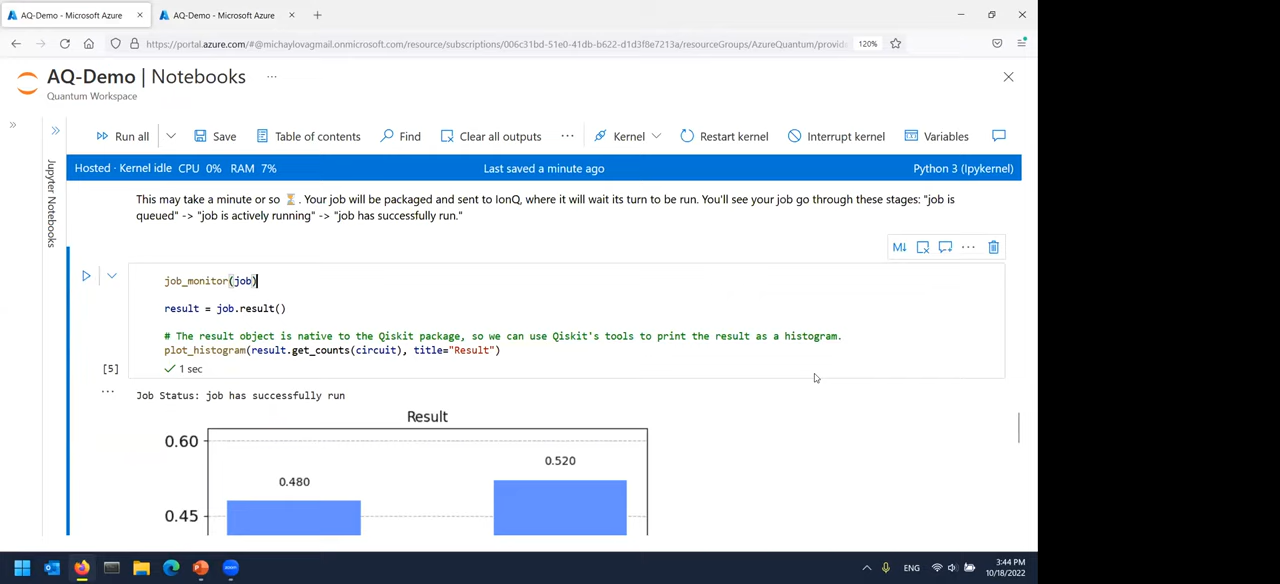 AQ-Demo - Microsoft Azure
AQ-Demo - Microsoft Azure
https://portal.azure.com/#@michaylovagmail.onmicrosoft.com/resource/subscriptions/006c31bd-51e0-41db-b622-d1d3f8e7213a/resourceGroups/AzureQuantum/provid
120%
AQ-Demo | Notebooks
Quantum Workspace
Run all
Save
Table of contents
Find
Clear all outputs
Kernel
Restart kernel
Interrupt kernel
Variables
Jupyter Notebooks
Hosted · Kernel idle CPU 0% RAM 7%
Last saved a minute ago
Python 3 (Ipykernel)
This may take a minute or so ⏳. Your job will be packaged and sent to IonQ, where it will wait its turn to be run. You'll see your job go through these stages: "job is
queued" -> "job is actively running" -> "job has successfully run."
M↓
job_monitor(job)
result = job.result()
# The result object is native to the Qiskit package, so we can use Qiskit's tools to print the result as a histogram.
plot_histogram(result.get_counts(circuit), title="Result")
[5]
1 sec
Job Status: job has successfully run
Result
0.60
0.520
0.480
0.45
ENG
3:44 PM
10/18/2022